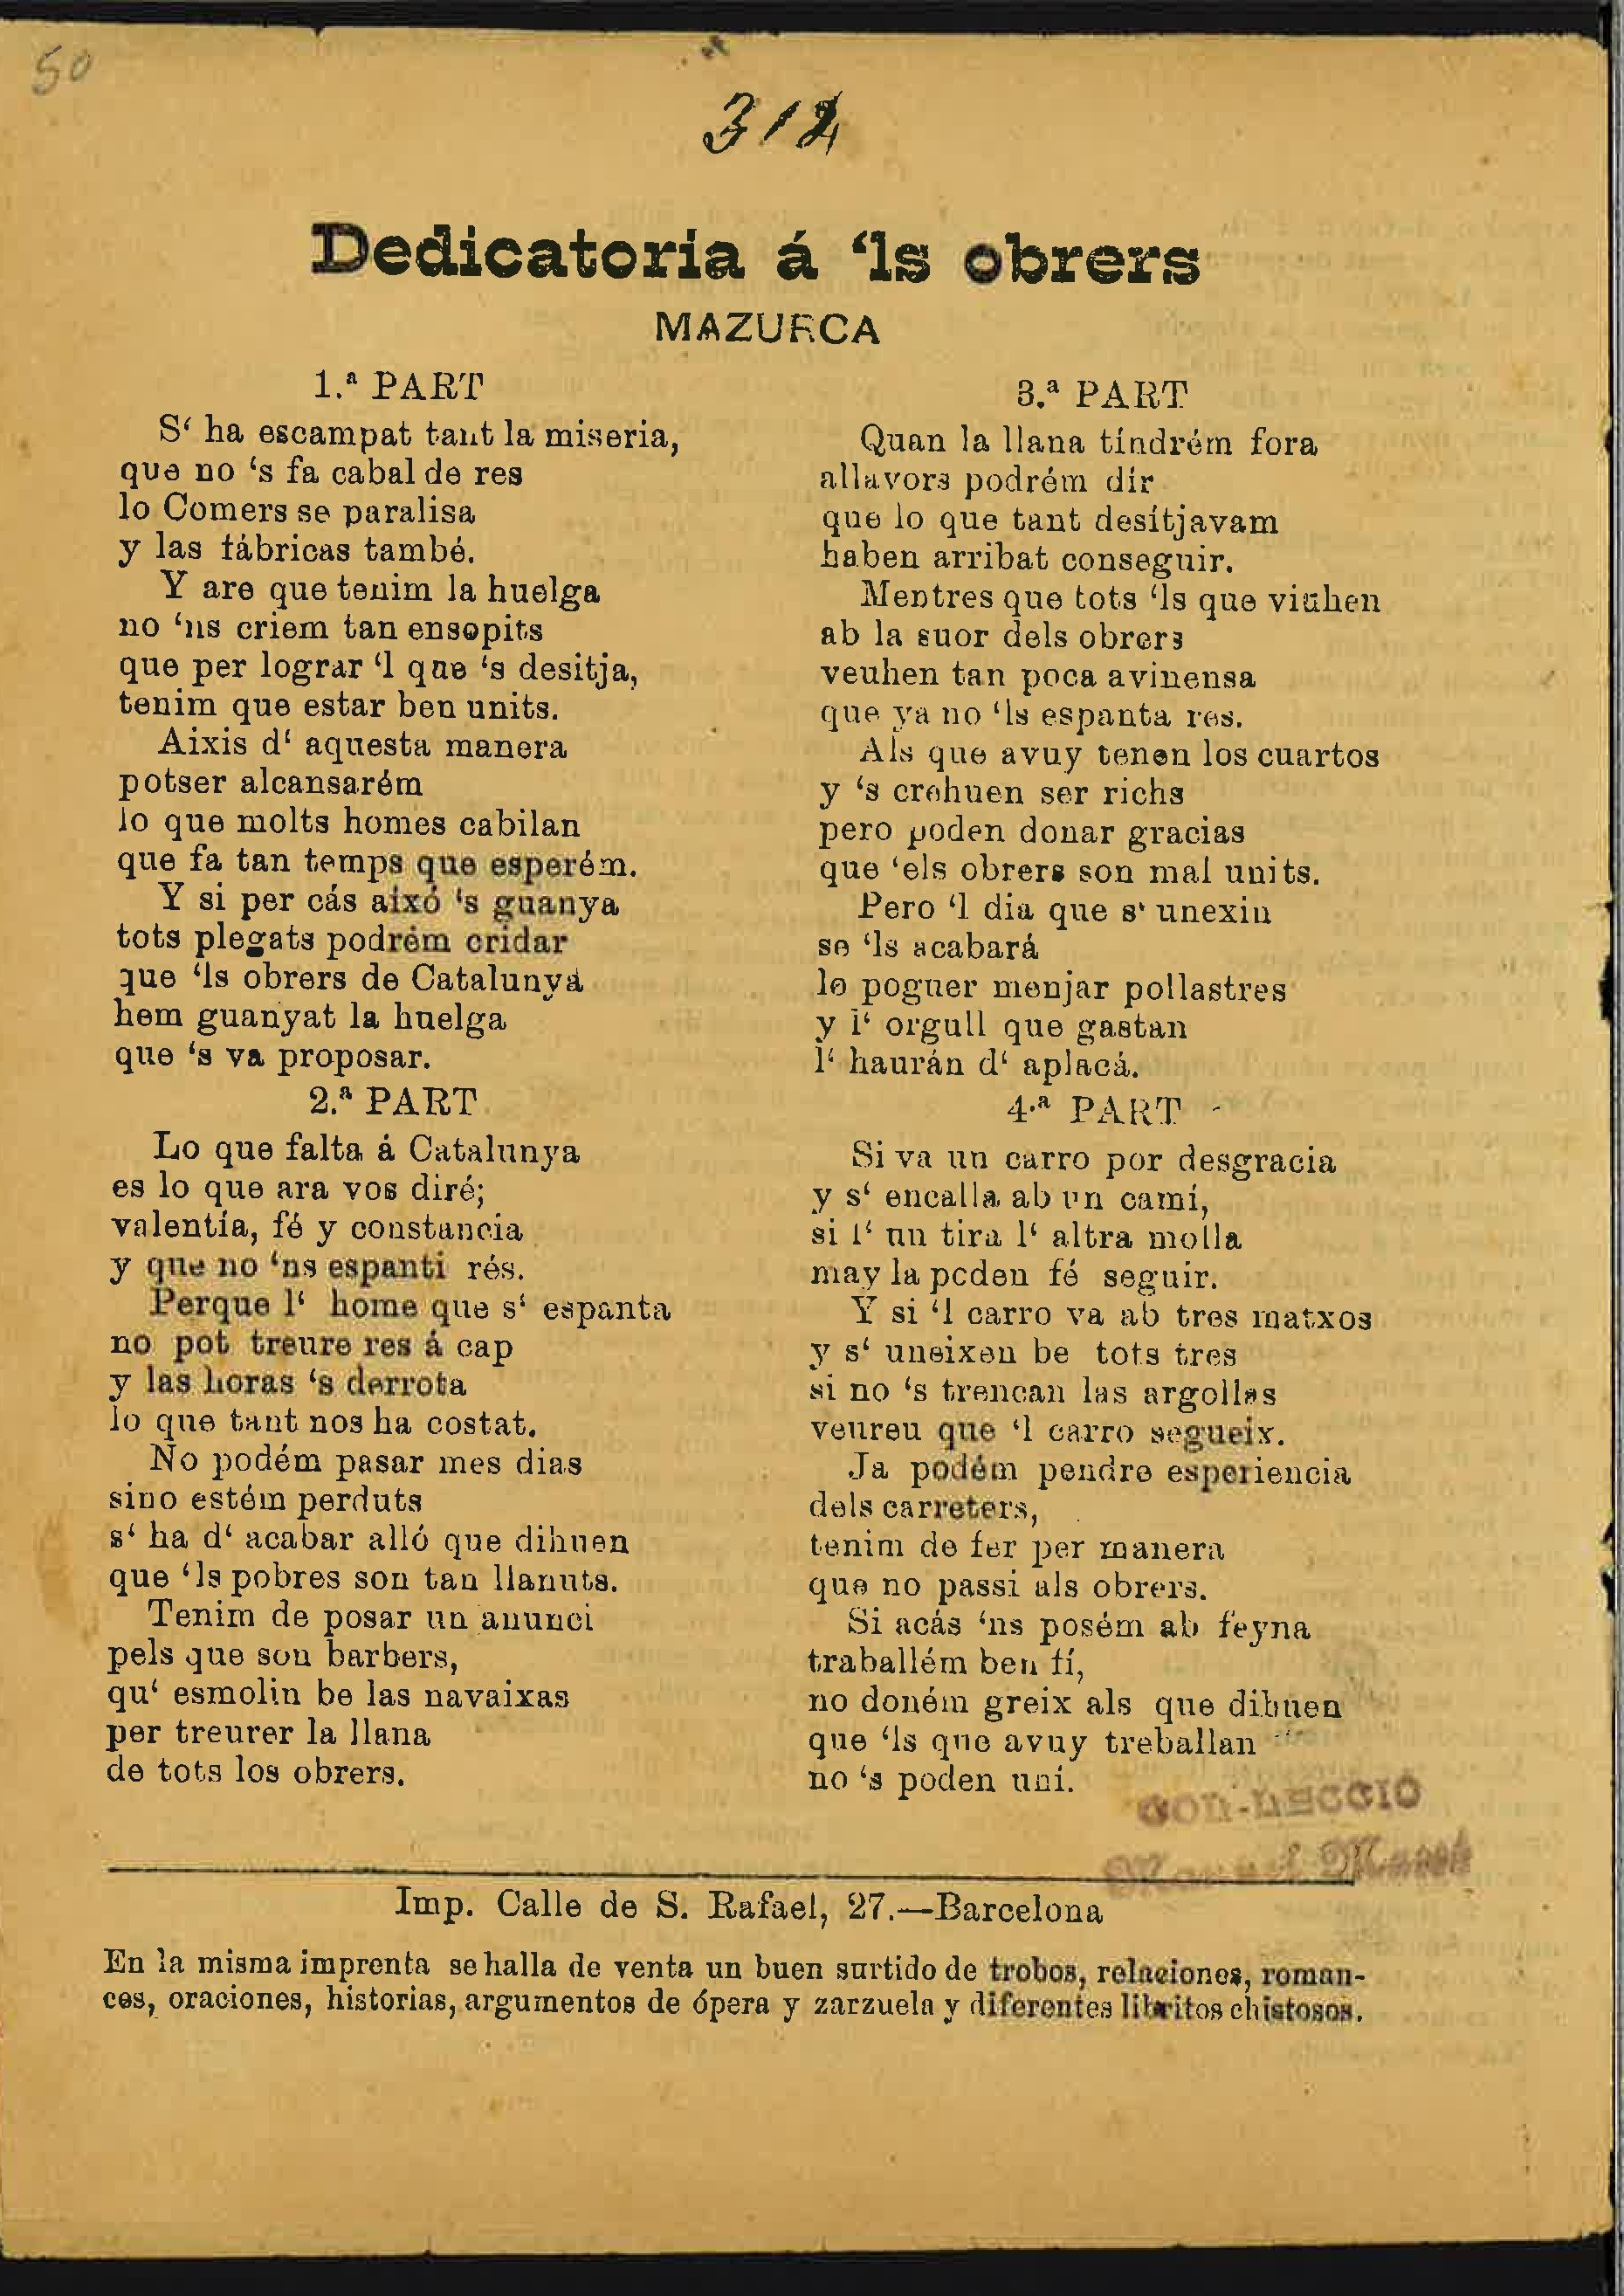 50
312
Dedicatoria á ‘ls obrers
MAZURCA
1.ª PART
S‘ ha escampat tant la miseria,
que no ‘s fa cabal de res
lo Comers se paralisa
y las fábricas també.
Y are que tenim la huelga
no ‘ns criem tan ensopits
que per lograr ‘l que ‘s desitja,
tenim que estar ben units.
Aixis d‘ aquesta manera
potser alcansarém
lo que molts homes cabilan
que fa tan temps que esperém.
Y si per cás aixó ‘s guanya
tots plegats podrém cridar
que ‘ls obrers de Catalunya
hem guanyat la huelga
que ‘s va proposar.
2.ª PART
Lo que falta á Catalunya
es lo que ara vos diré;
valentía, fé y constancia
y que no ‘ns espanti rés.
Perque l‘ home que s‘ espanta
no pot treure res á cap
y las horas ‘s derrota
lo que tant nos ha costat.
No podém pasar mes dias
sino estém perduts
s‘ ha d‘ acabar alló que dihuen
que ‘ls pobres son tan llanuts.
Tenim de posar un anunci
pels que son barbers,
qu‘ esmolin be las navaixas
per treurer la llana
de tots los obrers.
3.ª PART
Quan la llana tindrém fora
allavors podrém dir
que lo que tant desitjavam
haben arribat conseguir.
Mentres que tots ‘ls que viuhen
ab la suor dels obrers
veuhen tan poca avinensa
que ya no ‘ls espanta res.
Als que avuy tenen los cuartos
y ‘s crehuen ser richs
pero poden donar gracias
que ‘els obrers son mal units.
Pero ‘l dia que s‘ unexin
se ‘ls acabará
lo poguer menjar pollastres
y l‘ orgull que gastan
l‘ haurán d‘ aplacá.
4.ª PART
Si va un carro por desgracia
y s‘ encalla ab un camí,
si l‘ un tira l‘ altra molla
may la poden fé seguir.
Y si ‘l carro va ab tres matxos
y s‘ uneixen be tots tres
si no ‘s trencan las argollas
veureu que ‘l carro segueix.
Ja podém pendre esperiencia
dels carreters,
tenim de fer per manera
que no passi als obrers.
Si acás ‘ns posém ab feyna
traballém ben fí,
no doném greix als que dihuen
que ‘ls que avuy treballan
no ‘s poden uní.
COL-LECCIÓ
Imp. Calle de S. Rafael, 27.—Barcelona
En la misma imprenta se halla de venta un buen surtido de trobos, relaciones, roman-
ces, oraciones, historias, argumentos de ópera y zarzuela y diferentes libritos chistosos.